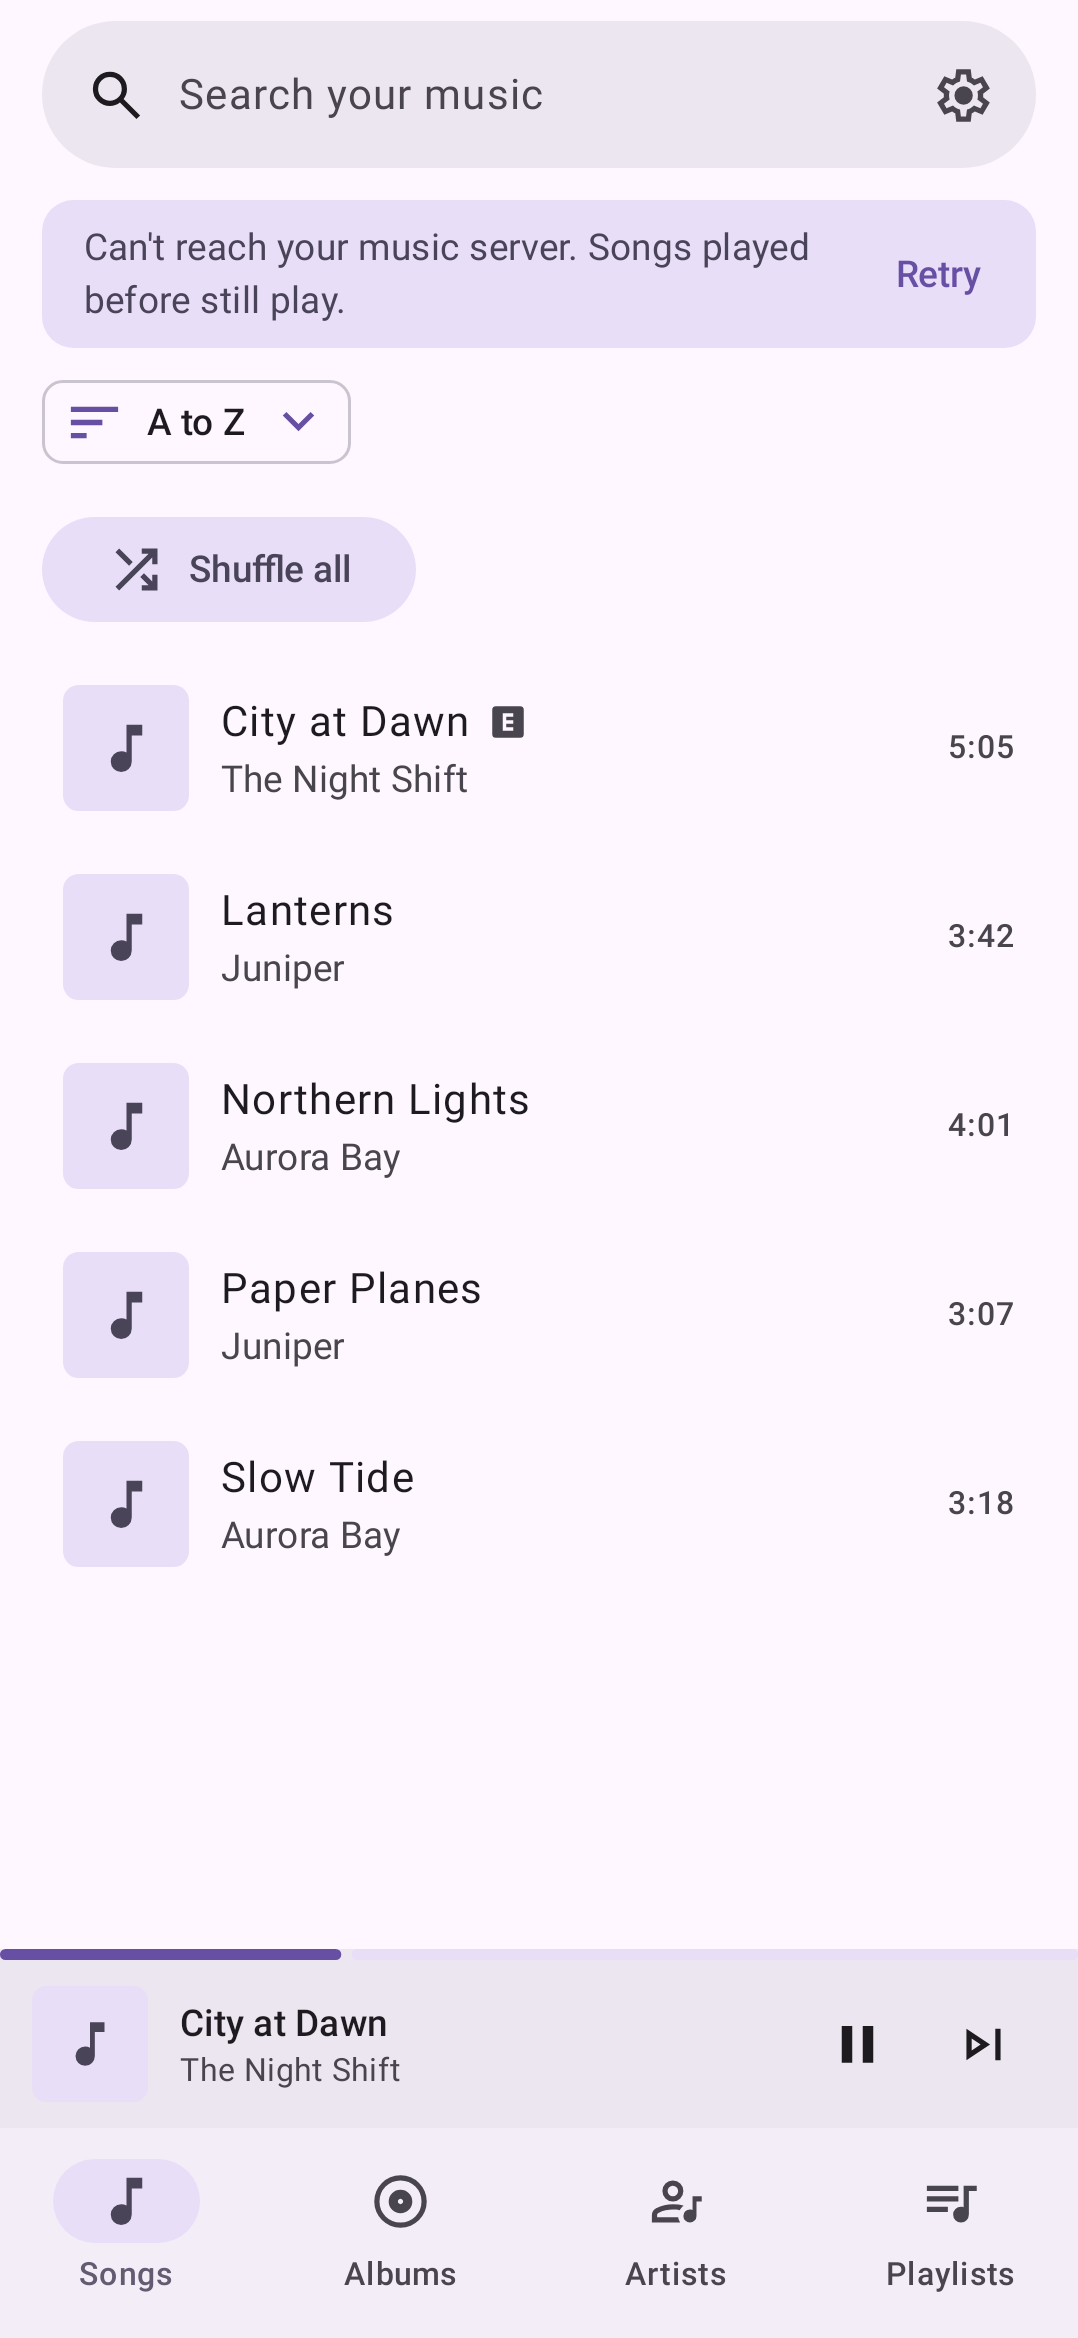 Search your music
Can't reach your music server. Songs played
before still play.
Retry
A to Z
Shuffle all
City at Dawn E
The Night Shift
5:05
Lanterns
Juniper
3:42
Northern Lights
Aurora Bay
4:01
Paper Planes
Juniper
3:07
Slow Tide
Aurora Bay
3:18
City at Dawn
The Night Shift
Songs
Albums
Artists
Playlists